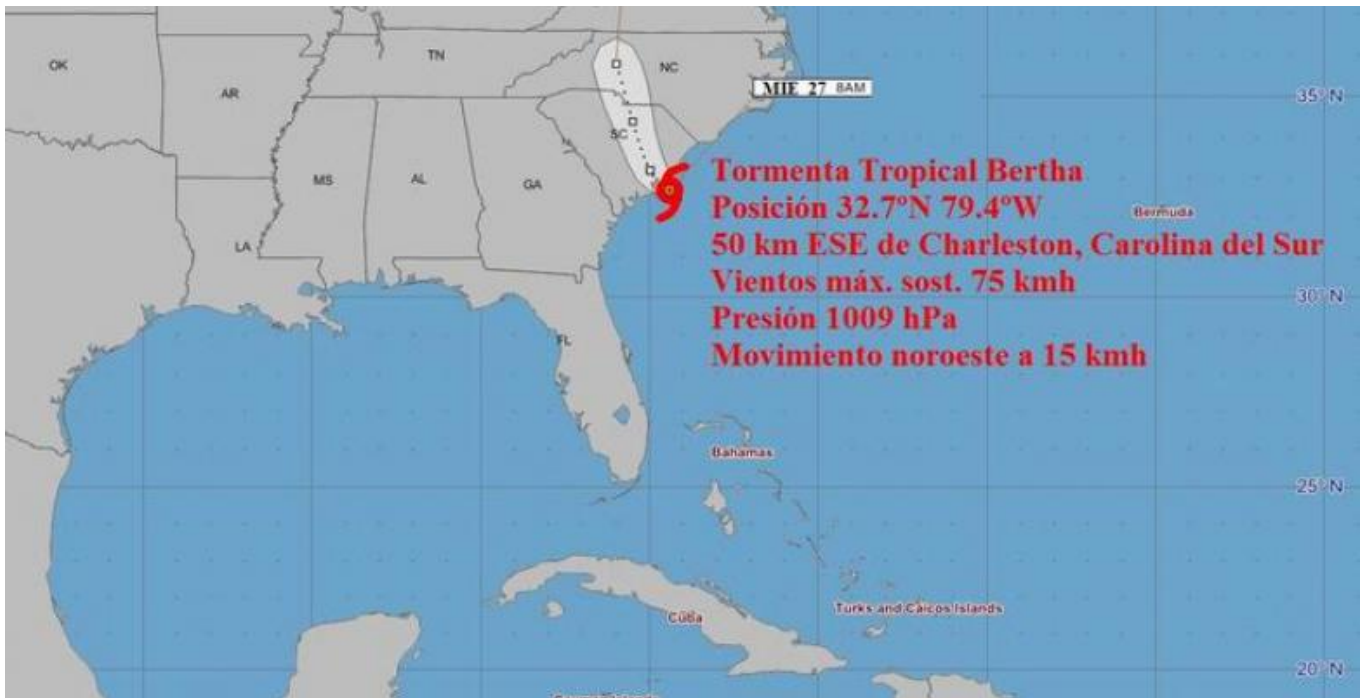 OK
TN
NC
AR
MIE 27 8AM
35° N
SC
Tormenta Tropical Bertha
MS
AL
GA
Posición 32.7ºN 79.4ºW
Bermuda
LA
50 km ESE de Charleston, Carolina del Sur
Vientos máx. sost. 75 kmh
30° N
Presión 1009 hPa
FL
Movimiento noroeste a 15 kmh
Bahamas
25° N
Turks and Caicos Islands
Cuba
20° N